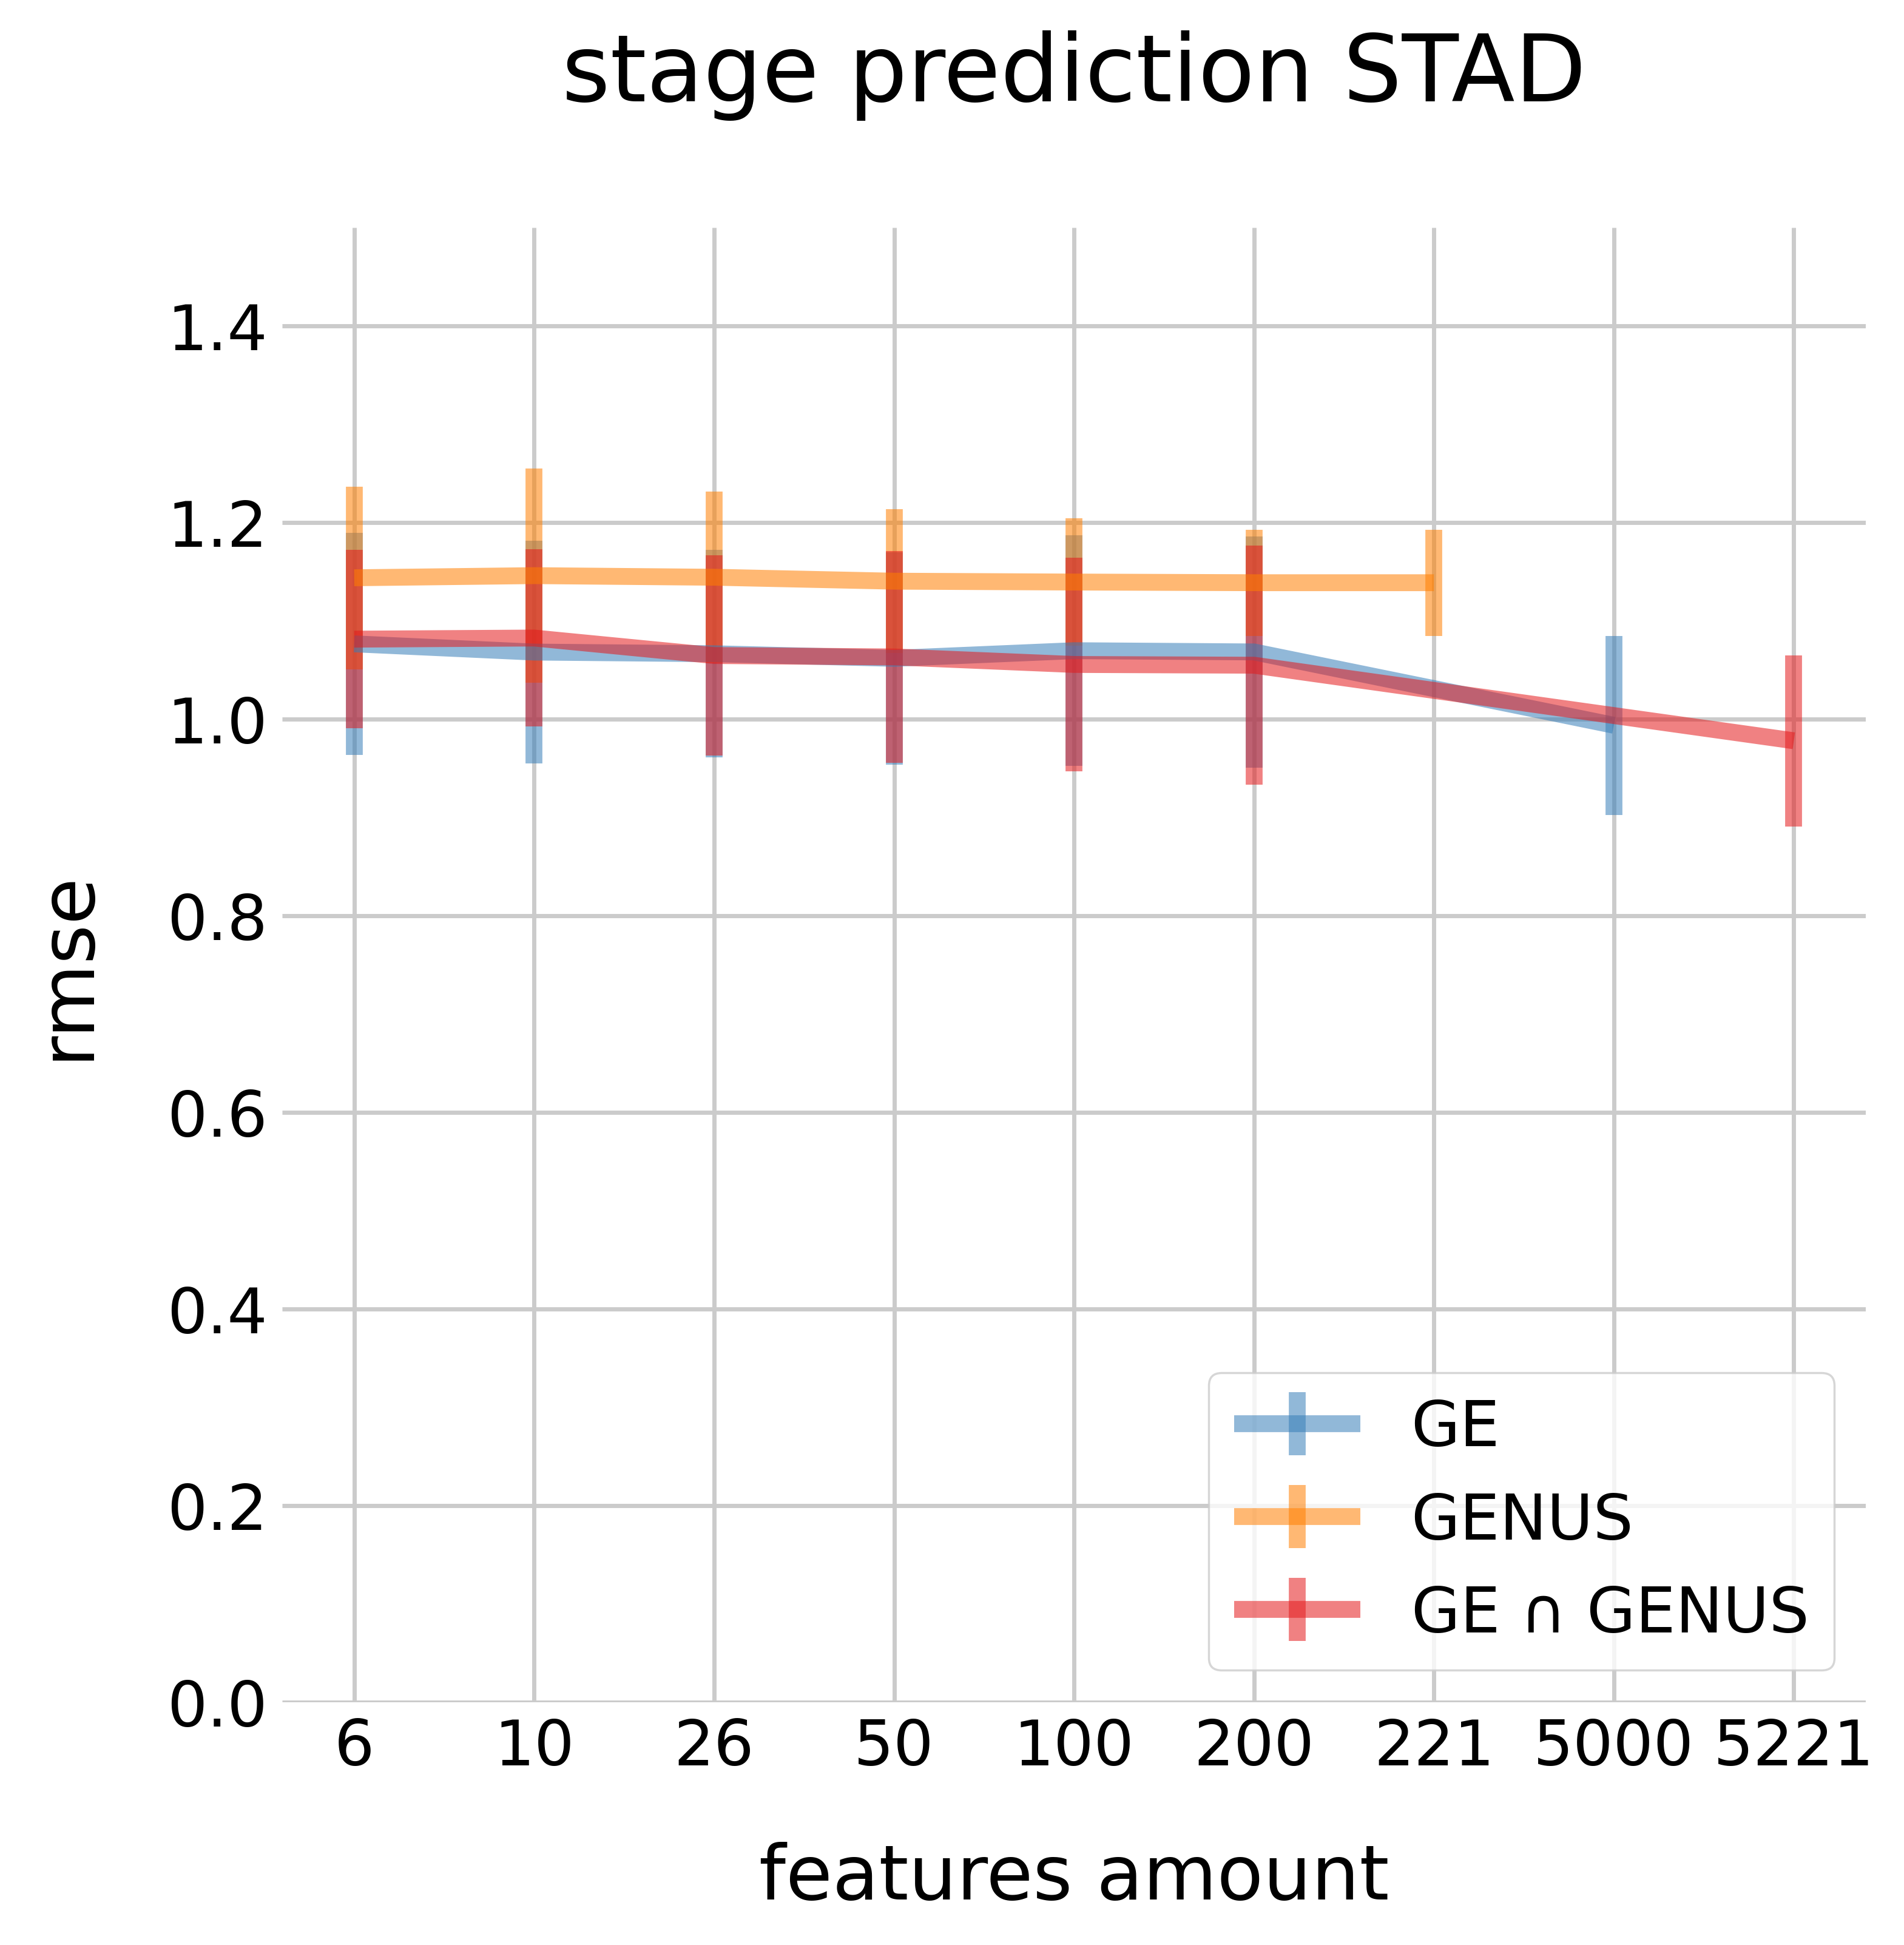 stage prediction STAD
1.4
1.2
1.0
0.8
0.6
0.4
0.2
0.0
rmse
6 10 26 50 100 200 221 5000 5221
features amount
GE
GENUS
GE ∩ GENUS